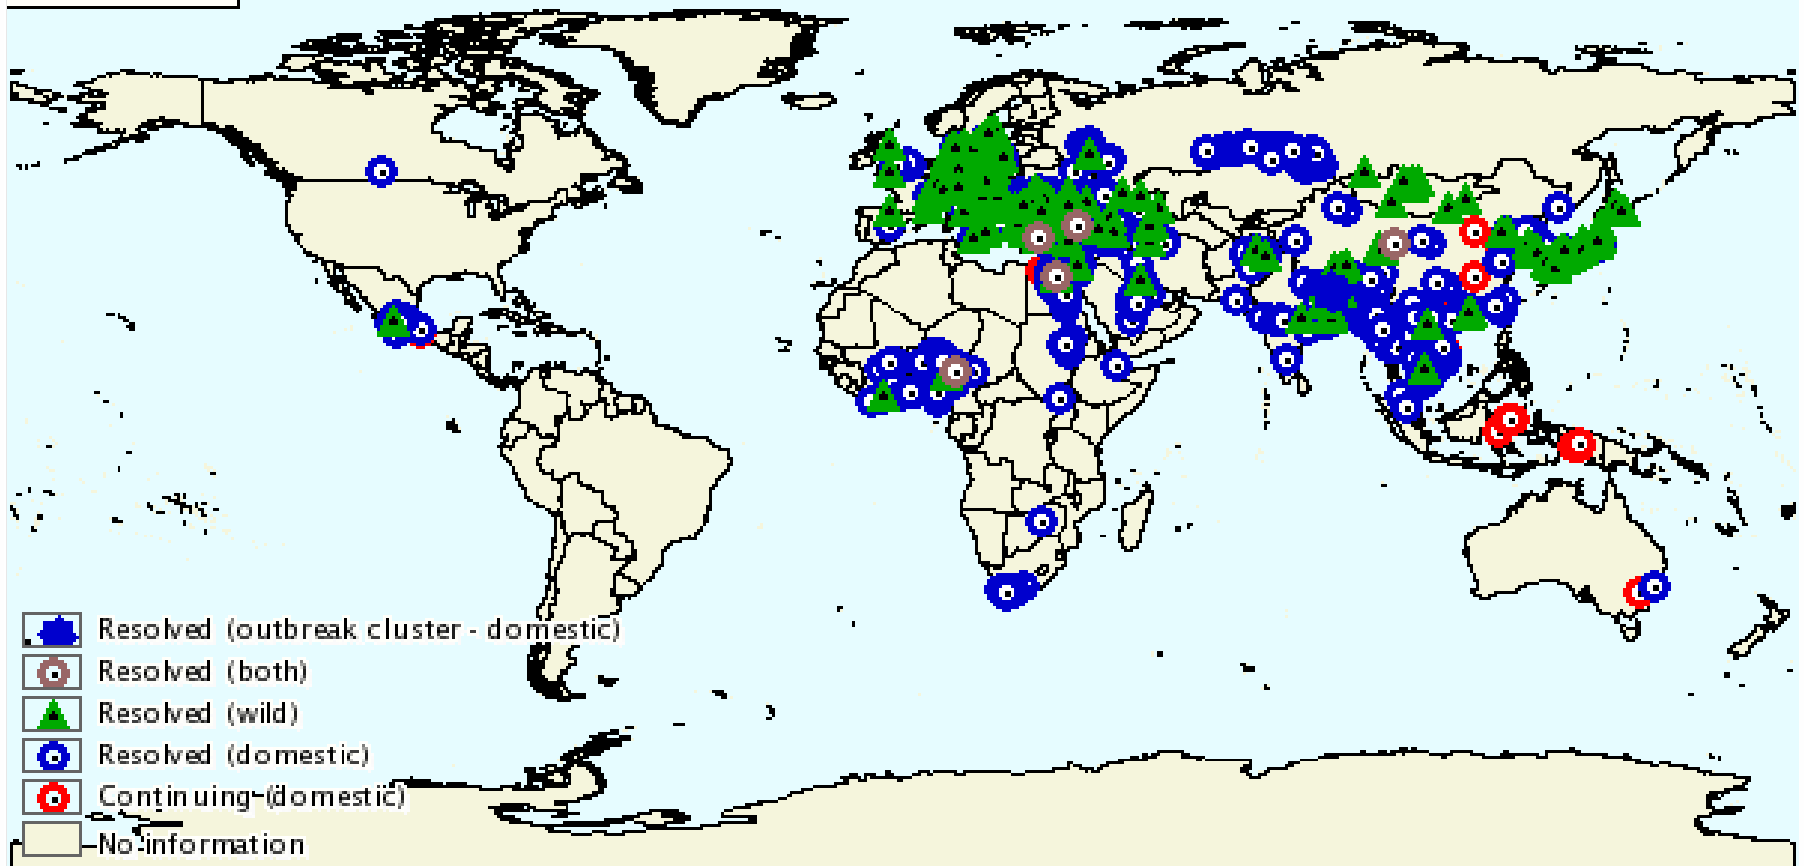 Resolved (outbreak cluster - domestic)
Resolved (both)
Resolved (wild)
Resolved (domestic)
Continuing (domestic)
No information